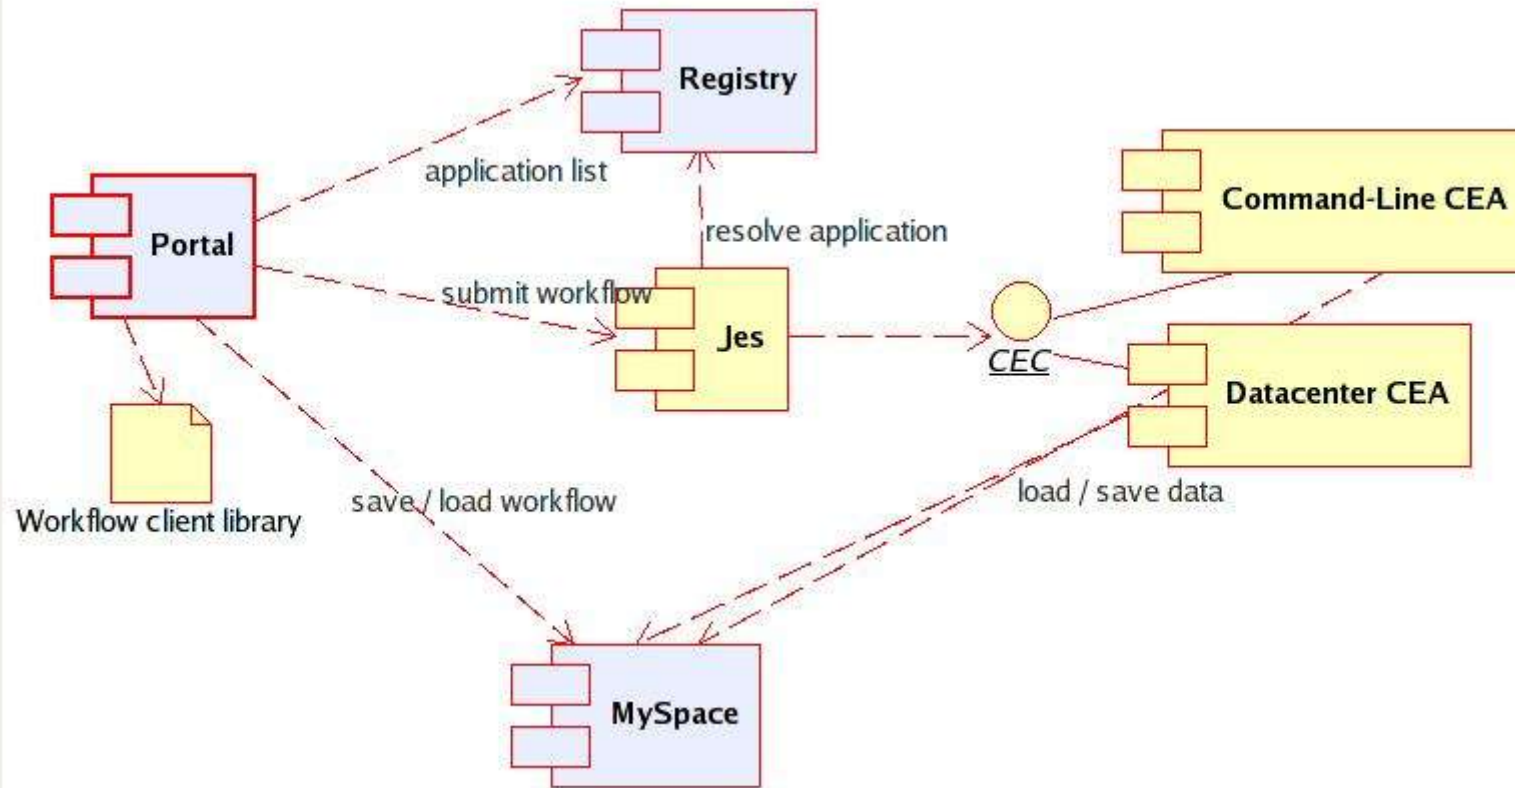 Registry
application list
Command-Line CEA
Portal
resolve application
submit workflow
Jes
CEC
Datacenter CEA
save / load workflow
load / save data
Workflow client library
MySpace